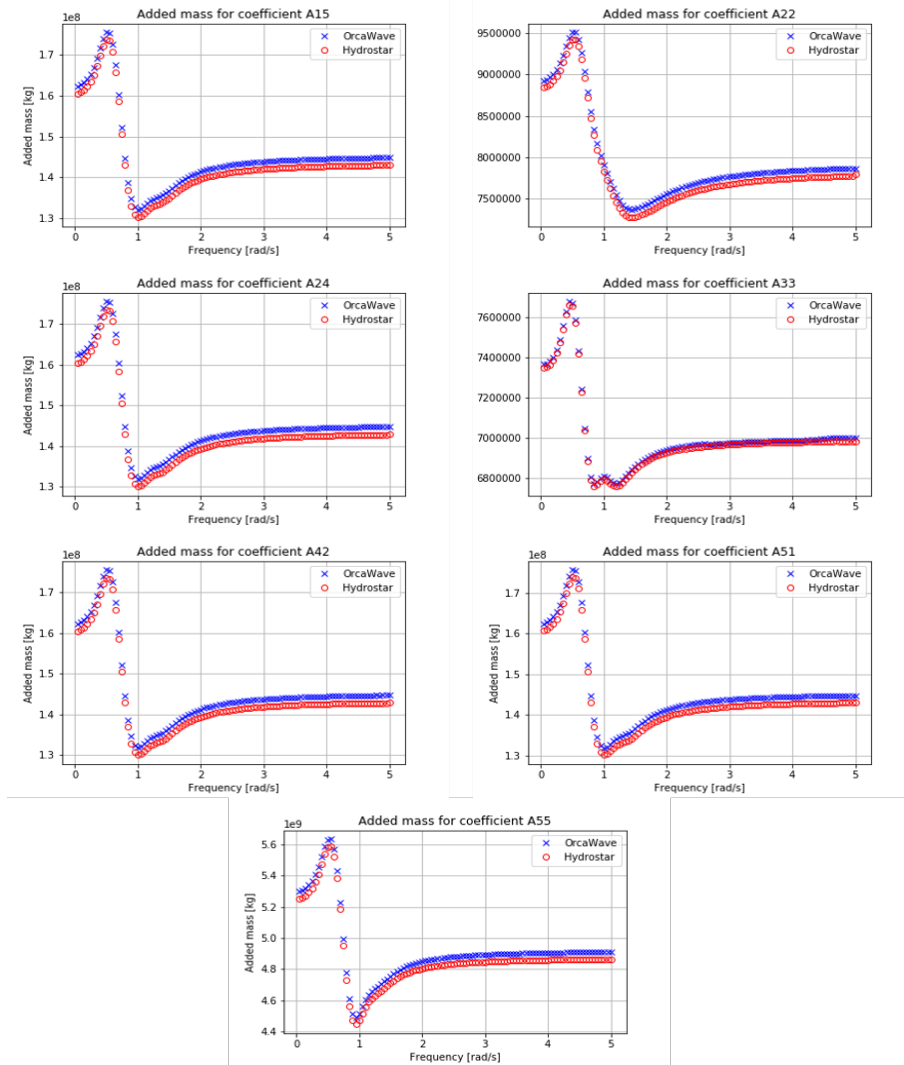 Added mass for coefficient A15
1e8
OrcaWave
Hydrostar
1.7
1.6
1.5
1.4
1.3
Added mass [kg]
0 1 2 3 4 5
Frequency [rad/s]
Added mass for coefficient A22
OrcaWave
Hydrostar
9500000
9000000
8500000
8000000
7500000
0 1 2 3 4 5
Frequency [rad/s]
Added mass for coefficient A24
1e8
OrcaWave
Hydrostar
1.7
1.6
1.5
1.4
1.3
Added mass [kg]
0 1 2 3 4 5
Frequency [rad/s]
Added mass for coefficient A33
OrcaWave
Hydrostar
7600000
7400000
7200000
7000000
6800000
0 1 2 3 4 5
Frequency [rad/s]
Added mass for coefficient A42
1e8
OrcaWave
Hydrostar
1.7
1.6
1.5
1.4
1.3
Added mass [kg]
0 1 2 3 4 5
Frequency [rad/s]
Added mass for coefficient A51
1e8
OrcaWave
Hydrostar
1.7
1.6
1.5
1.4
1.3
Added mass [kg]
0 1 2 3 4 5
Frequency [rad/s]
Added mass for coefficient A55
1e9
OrcaWave
Hydrostar
5.6
5.4
5.2
5.0
4.8
4.6
4.4
Added mass [kg]
0 1 2 3 4 5
Frequency [rad/s]